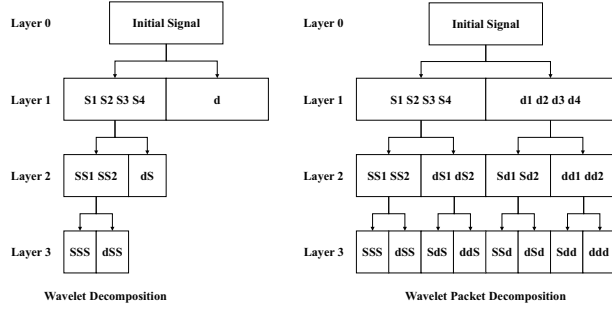 Layer 0 Initial Signal Layer 0 Initial Signal
Layer 1 S1 S2 S3 S4 d Layer 1 S1 S2 S3 S4 d1 d2 d3 d4
Layer 2 SS1 SS2 dS Layer 2 SS1 SS2 dS1 dS2 Sd1 Sd2 dd1 dd2
Layer 3 SSS dSS Layer 3 SSS dSS SdS ddS SSd dSd Sdd ddd
Wavelet Decomposition Wavelet Packet Decomposition